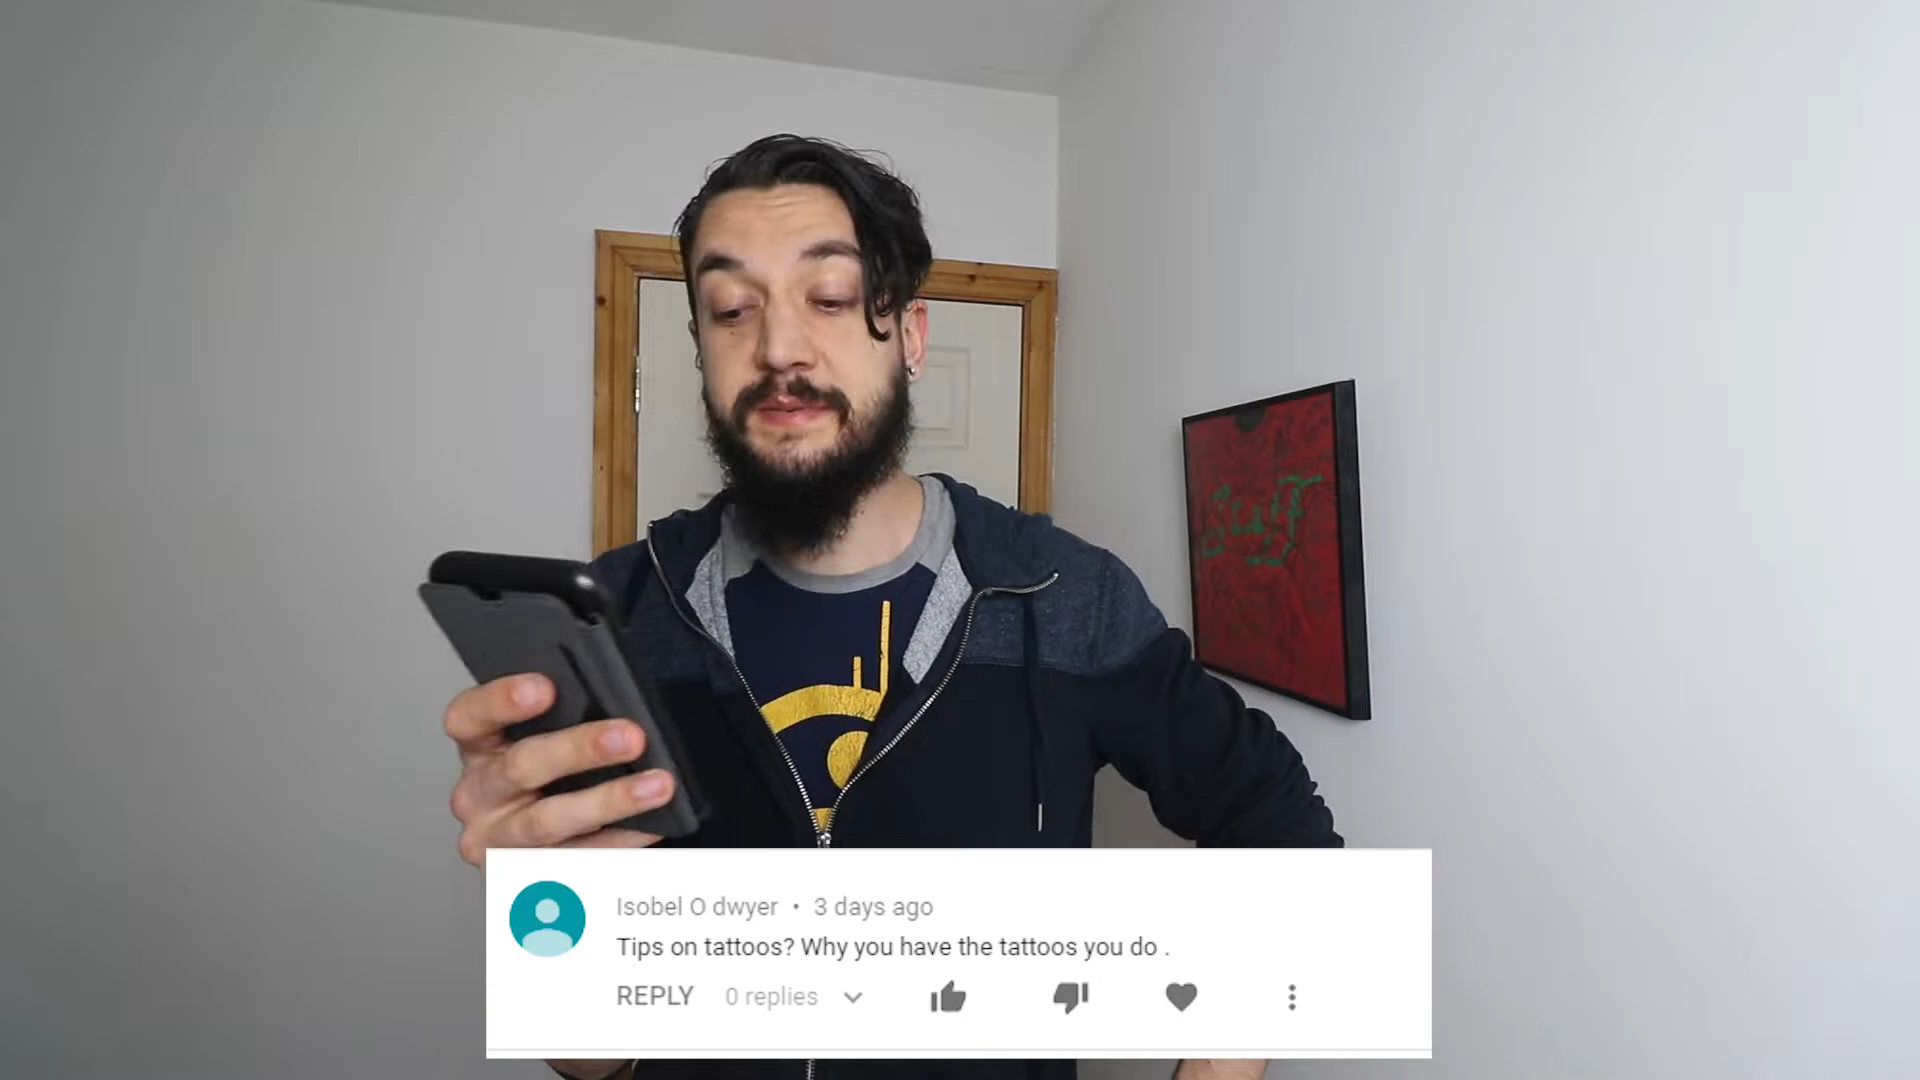 Isobel O dwyer • 3 days ago
Tips on tattoos? Why you have the tattoos you do .
REPLY 0 replies